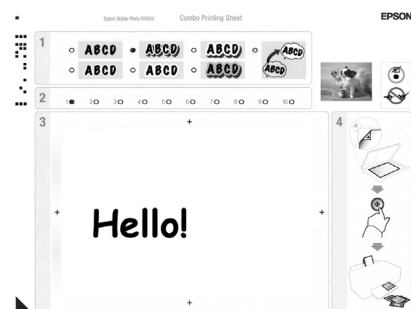 Epson Stylus Photo RX600 Combo Printing Sheet EPSON
1
ABCD ABCD ABCD ABCD
ABCD ABCD ABCD ABCD
2 1 2 3 4 5 6 7 8 9 10
3 4
Hello!